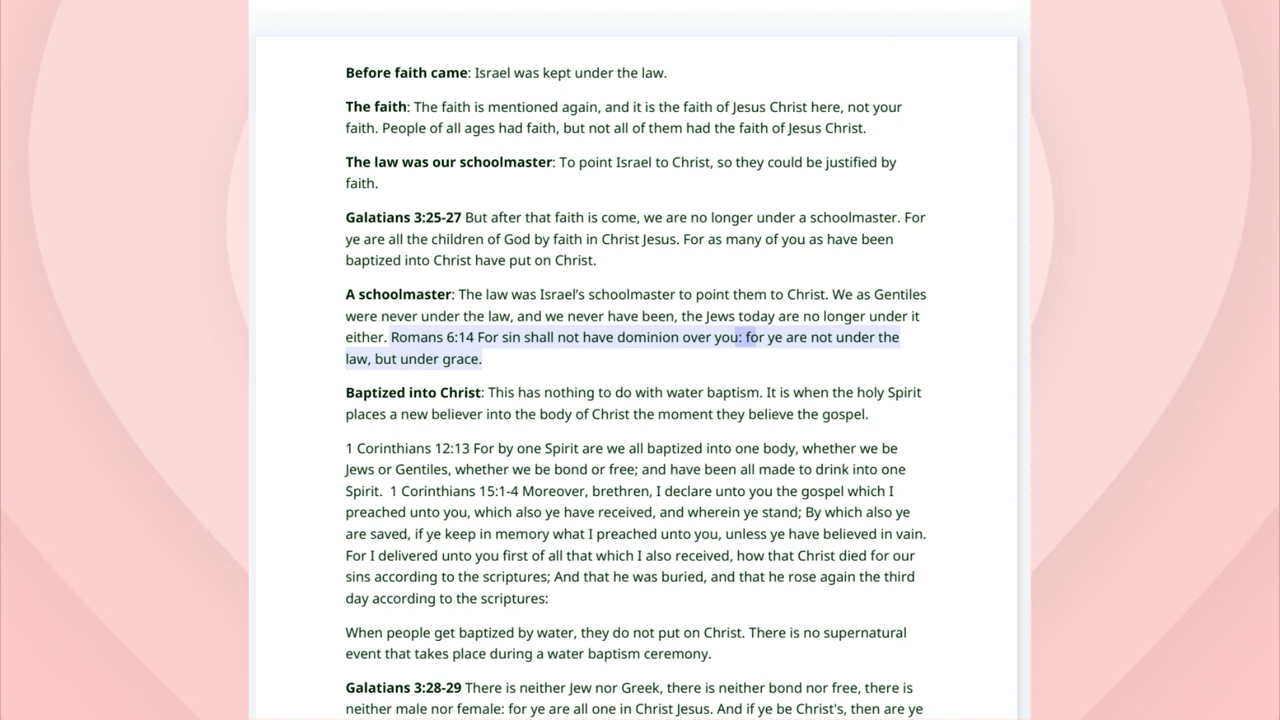 Before faith came: Israel was kept under the law.
The faith: The faith is mentioned again, and it is the faith of Jesus Christ here, not your
faith. People of all ages had faith, but not all of them had the faith of Jesus Christ.
The law was our schoolmaster: To point Israel to Christ, so they could be justified by
faith.
Galatians 3:25-27 But after that faith is come, we are no longer under a schoolmaster. For
ye are all the children of God by faith in Christ Jesus. For as many of you as have been
baptized into Christ have put on Christ.
A schoolmaster: The law was Israel's schoolmaster to point them to Christ. We as Gentiles
were never under the law, and we never have been, the Jews today are no longer under it
either. Romans 6:14 For sin shall not have dominion over you: for ye are not under the
law, but under grace.
Baptized into Christ: This has nothing to do with water baptism. It is when the holy Spirit
places a new believer into the body of Christ the moment they believe the gospel.
1 Corinthians 12:13 For by one Spirit are we all baptized into one body, whether we be
Jews or Gentiles, whether we be bond or free; and have been all made to drink into one
Spirit.  1 Corinthians 15:1-4 Moreover, brethren, I declare unto you the gospel which I
preached unto you, which also ye have received, and wherein ye stand; By which also ye
are saved, if ye keep in memory what I preached unto you, unless ye have believed in vain.
For I delivered unto you first of all that which I also received, how that Christ died for our
sins according to the scriptures; And that he was buried, and that he rose again the third
day according to the scriptures:
When people get baptized by water, they do not put on Christ. There is no supernatural
event that takes place during a water baptism ceremony.
Galatians 3:28-29 There is neither Jew nor Greek, there is neither bond nor free, there is
neither male nor female: for ye are all one in Christ Jesus. And if ye be Christ's, then are ye